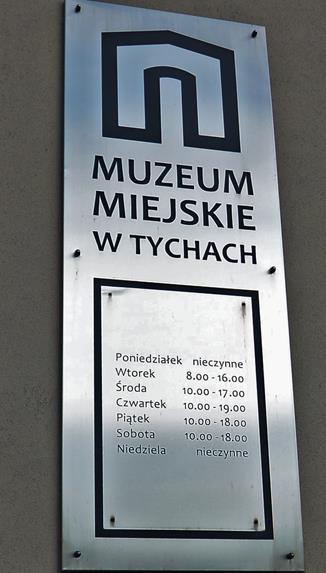 MUZEUM
MIEJSKIE
W TYCHACH
Poniedziałek nieczynne
Wtorek 8.00 - 16.00
Środa 10.00 - 17.00
Czwartek 10.00 - 19.00
Piątek 10.00 - 18.00
Sobota 10.00 - 18.00
Niedziela nieczynne